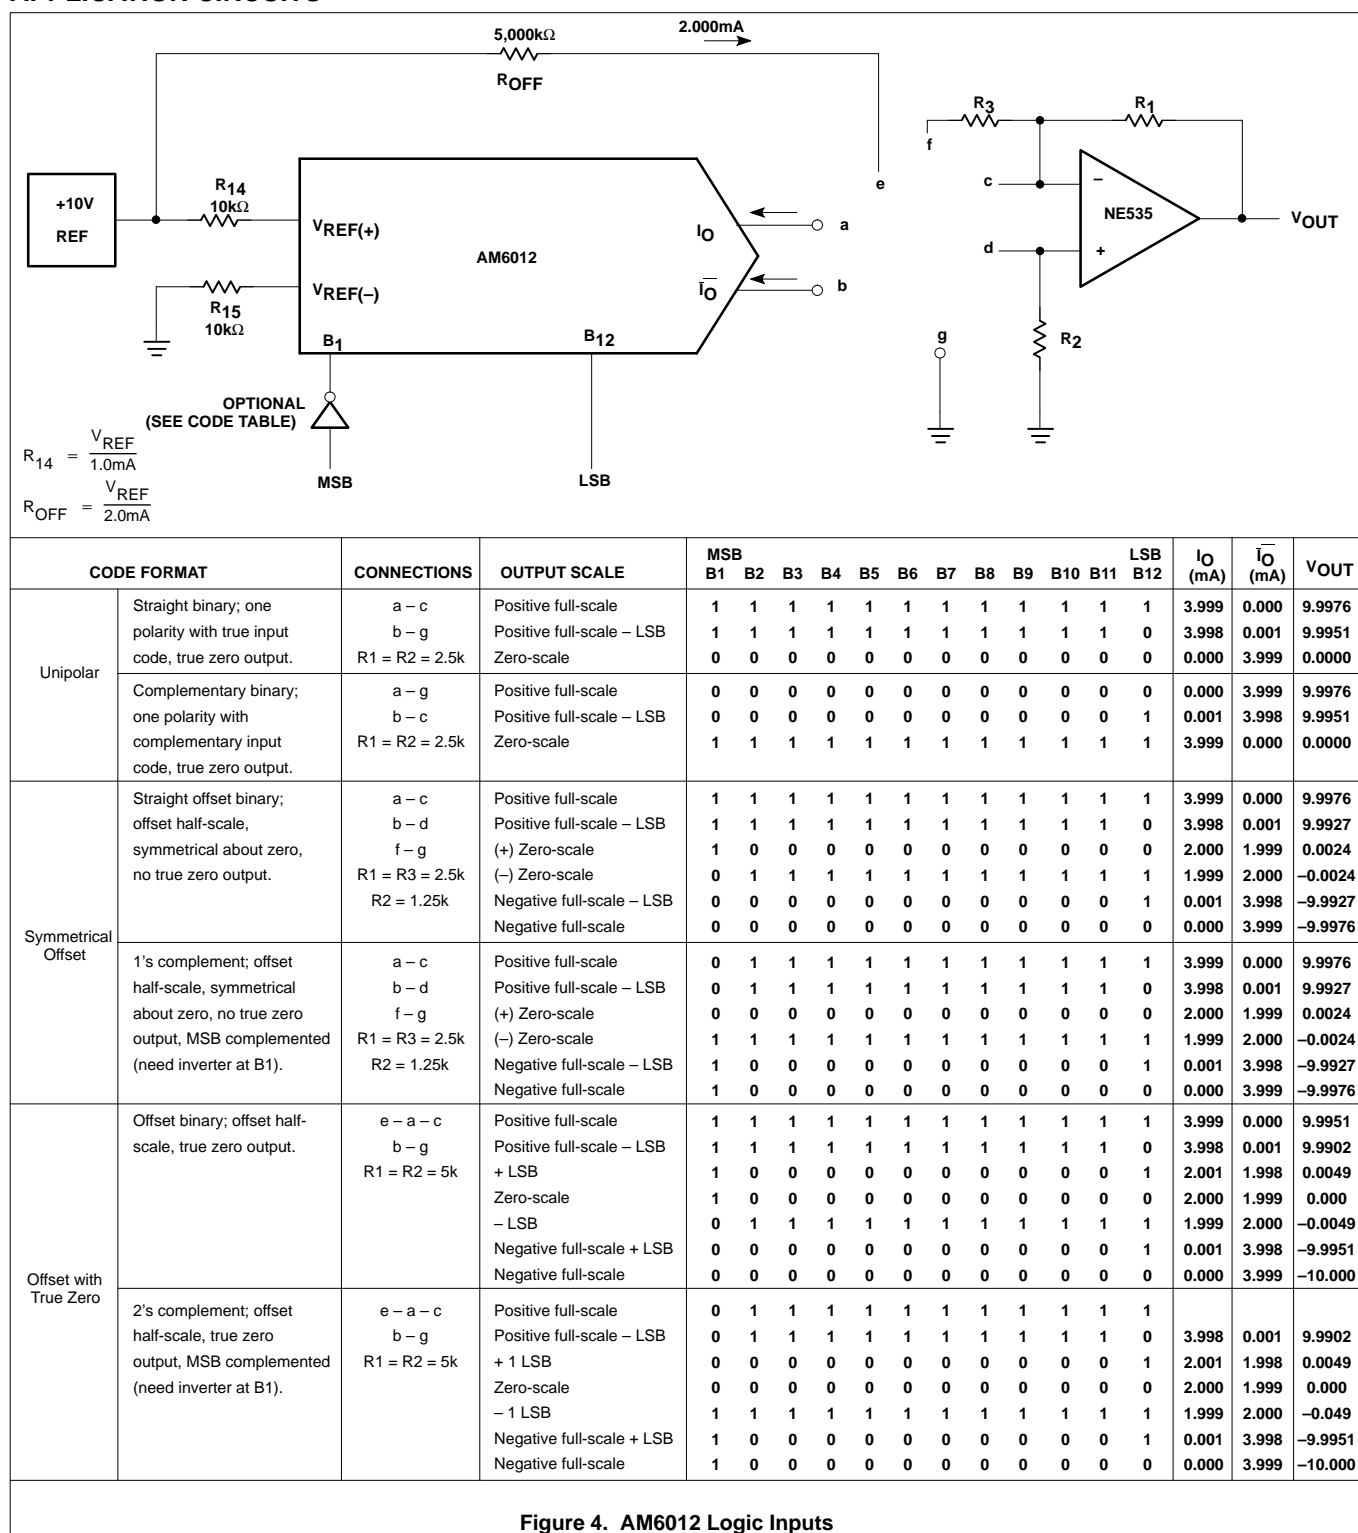 5,000kΩ
2.000mA
ROFF
R3
R1
f
e
c
–
+10V
REF
R14
10kΩ
VREF(+)
IO
a
NE535
VOUT
AM6012
d
+
R15
10kΩ
VREF(–)
IO
b
B1
B12
g
R2
OPTIONAL
(SEE CODE TABLE)
R14 = VREF
1.0mA
MSB
LSB
ROFF = VREF
2.0mA
CODE FORMAT CONNECTIONS OUTPUT SCALE MSB B1 B2 B3 B4 B5 B6 B7 B8 B9 B10 B11 LSB B12 IO (mA) IO (mA) VOUT
Straight binary; one a – c Positive full-scale 1 1 1 1 1 1 1 1 1 1 1 1 3.999 0.000 9.9976
polarity with true input b – g Positive full-scale – LSB 1 1 1 1 1 1 1 1 1 1 1 0 3.998 0.001 9.9951
code, true zero output. R1 = R2 = 2.5k Zero-scale 0 0 0 0 0 0 0 0 0 0 0 0 0.000 3.999 0.0000
Unipolar
Complementary binary; a – g Positive full-scale 0 0 0 0 0 0 0 0 0 0 0 0 0.000 3.999 9.9976
one polarity with b – c Positive full-scale – LSB 0 0 0 0 0 0 0 0 0 0 0 1 0.001 3.998 9.9951
complementary input R1 = R2 = 2.5k Zero-scale 1 1 1 1 1 1 1 1 1 1 1 1 3.999 0.000 0.0000
code, true zero output.
Straight offset binary; a – c Positive full-scale 1 1 1 1 1 1 1 1 1 1 1 1 3.999 0.000 9.9976
offset half-scale, b – d Positive full-scale – LSB 1 1 1 1 1 1 1 1 1 1 1 0 3.998 0.001 9.9927
symmetrical about zero, f – g (+) Zero-scale 1 0 0 0 0 0 0 0 0 0 0 0 2.000 1.999 0.0024
no true zero output. R1 = R3 = 2.5k (–) Zero-scale 0 1 1 1 1 1 1 1 1 1 1 1 1.999 2.000 –0.0024
R2 = 1.25k Negative full-scale – LSB 0 0 0 0 0 0 0 0 0 0 0 1 0.001 3.998 –9.9927
Negative full-scale 0 0 0 0 0 0 0 0 0 0 0 0 0.000 3.999 –9.9976
Symmetrical
Offset
1's complement; offset a – c Positive full-scale 0 1 1 1 1 1 1 1 1 1 1 1 3.999 0.000 9.9976
half-scale, symmetrical b – d Positive full-scale – LSB 0 1 1 1 1 1 1 1 1 1 1 0 3.998 0.001 9.9927
about zero, no true zero f – g (+) Zero-scale 0 0 0 0 0 0 0 0 0 0 0 0 2.000 1.999 0.0024
output, MSB complemented R1 = R3 = 2.5k (–) Zero-scale 1 1 1 1 1 1 1 1 1 1 1 1 1.999 2.000 –0.0024
(need inverter at B1). R2 = 1.25k Negative full-scale – LSB 1 0 0 0 0 0 0 0 0 0 0 1 0.001 3.998 –9.9927
Negative full-scale 1 0 0 0 0 0 0 0 0 0 0 0 0.000 3.999 –9.9976
Offset binary; offset half- e – a – c Positive full-scale 1 1 1 1 1 1 1 1 1 1 1 1 3.999 0.000 9.9951
scale, true zero output. b – g Positive full-scale – LSB 1 1 1 1 1 1 1 1 1 1 1 0 3.998 0.001 9.9902
R1 = R2 = 5k + LSB 1 0 0 0 0 0 0 0 0 0 0 1 2.001 1.998 0.0049
Zero-scale 1 0 0 0 0 0 0 0 0 0 0 0 2.000 1.999 0.000
– LSB 0 1 1 1 1 1 1 1 1 1 1 1 1.999 2.000 –0.0049
Negative full-scale + LSB 0 0 0 0 0 0 0 0 0 0 0 1 0.001 3.998 –9.9951
Negative full-scale 0 0 0 0 0 0 0 0 0 0 0 0 0.000 3.999 –10.000
Offset with
True Zero
2's complement; offset e – a – c Positive full-scale 0 1 1 1 1 1 1 1 1 1 1 1
half-scale, true zero b – g Positive full-scale – LSB 0 1 1 1 1 1 1 1 1 1 1 0 3.998 0.001 9.9902
output, MSB complemented R1 = R2 = 5k + 1 LSB 0 0 0 0 0 0 0 0 0 0 0 1 2.001 1.998 0.0049
(need inverter at B1). Zero-scale 0 0 0 0 0 0 0 0 0 0 0 0 2.000 1.999 0.000
– 1 LSB 1 1 1 1 1 1 1 1 1 1 1 1 1.999 2.000 –0.049
Negative full-scale + LSB 1 0 0 0 0 0 0 0 0 0 0 1 0.001 3.998 –9.9951
Negative full-scale 1 0 0 0 0 0 0 0 0 0 0 0 0.000 3.999 –10.000
Figure 4. AM6012 Logic Inputs